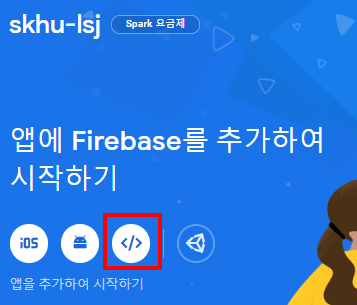 skhu-lsj
Spark 요금제
앱에 Firebase를 추가하여
시작하기
iOS
</>
앱을 추가하여 시작하기